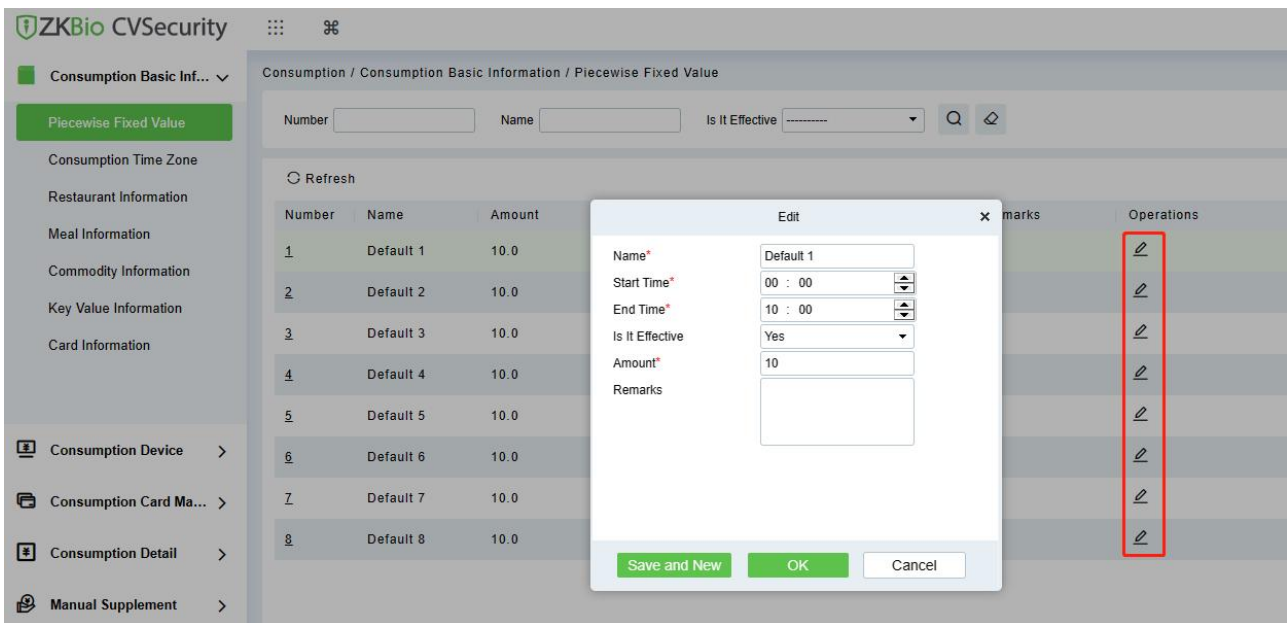 ZKBio CVSecurity
Consumption Basic Inf...
Consumption / Consumption Basic Information / Piecewise Fixed Value
Piecewise Fixed Value
Number
Name
Is It Effective
----------
Consumption Time Zone
Restaurant Information
Meal Information
Commodity Information
Key Value Information
Card Information
Consumption Device
Consumption Card Ma...
Consumption Detail
Manual Supplement
Refresh
Number Name Amount marks Operations
1 Default 1 10.0
2 Default 2 10.0
3 Default 3 10.0
4 Default 4 10.0
5 Default 5 10.0
6 Default 6 10.0
7 Default 7 10.0
8 Default 8 10.0
Edit
Name* Default 1
Start Time* 00 : 00
End Time* 10 : 00
Is It Effective Yes
Amount* 10
Remarks
Save and New OK Cancel